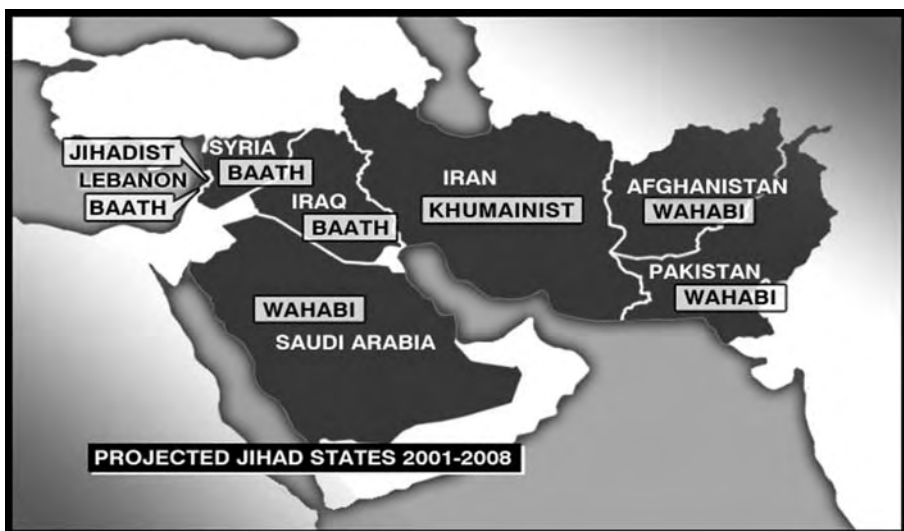 JIHADIST
LEBANON
BAATH
SYRIA
BAATH
IRAQ
BAATH
IRAN
KHUMAINIST
AFGHANISTAN
WAHABI
PAKISTAN
WAHABI
WAHABI
SAUDI ARABIA
PROJECTED JIHAD STATES 2001-2008